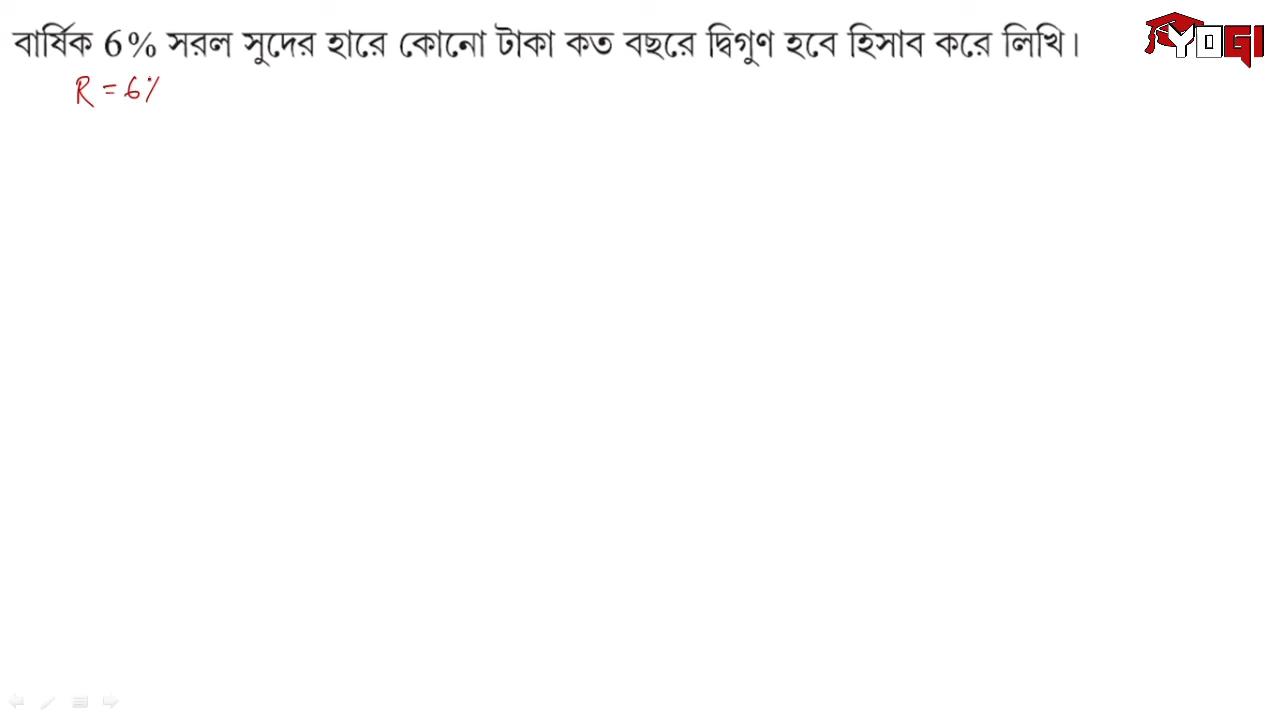 বার্ষিক 6% সরল সুদের হারে কোনো টাকা কত বছরে দ্বিগুণ হবে হিসাব করে লিখি।
YOGI
R = 6%